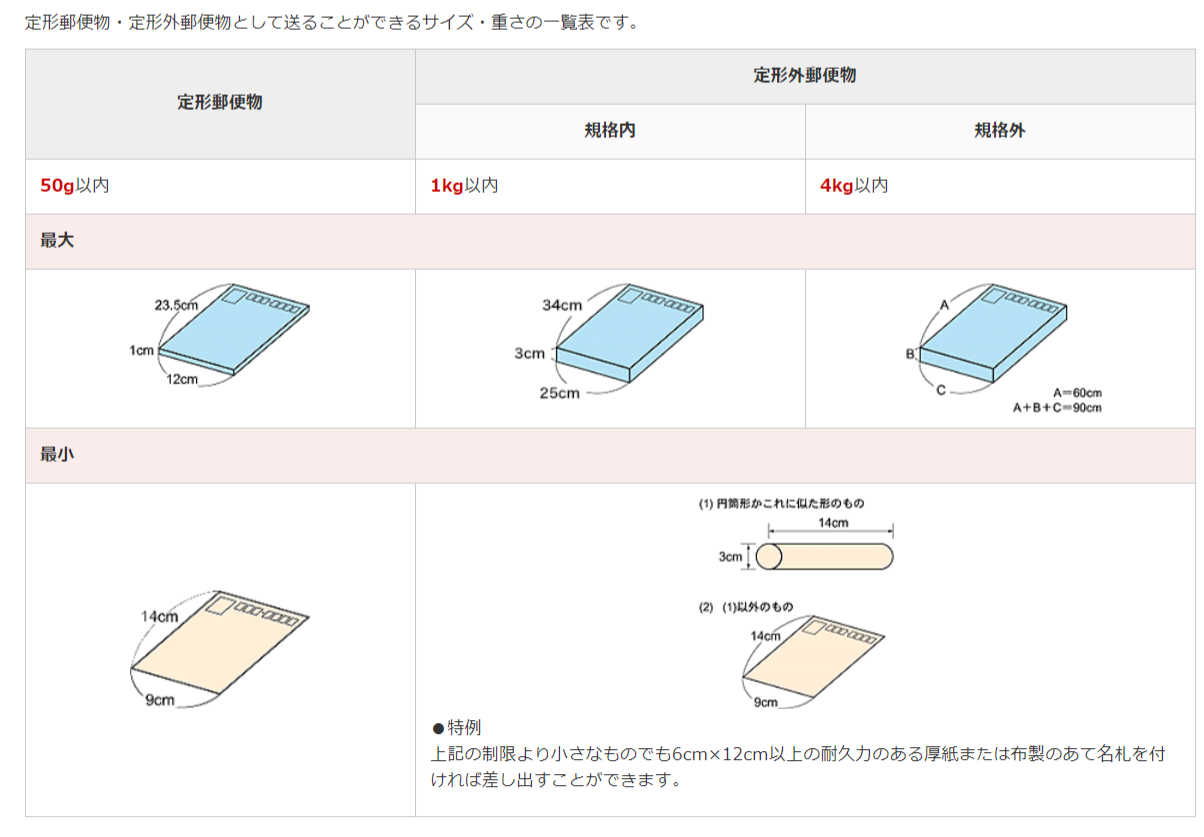 定形郵便物・定形外郵便物として送ることができるサイズ・重さの一覧表です。
定形郵便物
定形外郵便物
規格内
規格外
50g以内
1kg以内
4kg以内
最大
23.5cm
1cm
12cm
34cm
3cm
25cm
A
B
C
A=60cm
A+B+C=90cm
最小
14cm
9cm
(1) 円筒形かこれに似た形のもの
14cm
3cm
(2) (1)以外のもの
14cm
9cm
●特例
上記の制限より小さなものでも6cm×12cm以上の耐久力のある厚紙または布製のあて名札を付
ければ差し出すことができます。